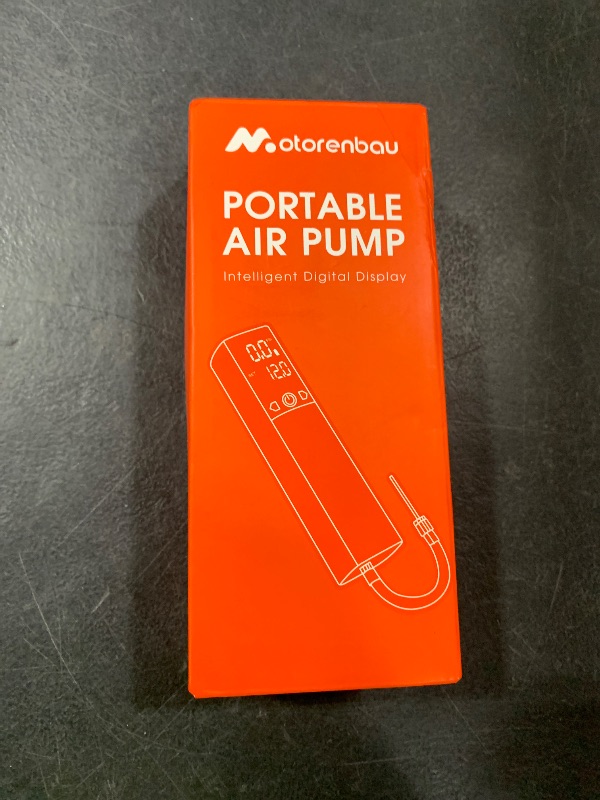 Motorenbau
PORTABLE
AIR PUMP
Intelligent Digital Display
0.0
12.0